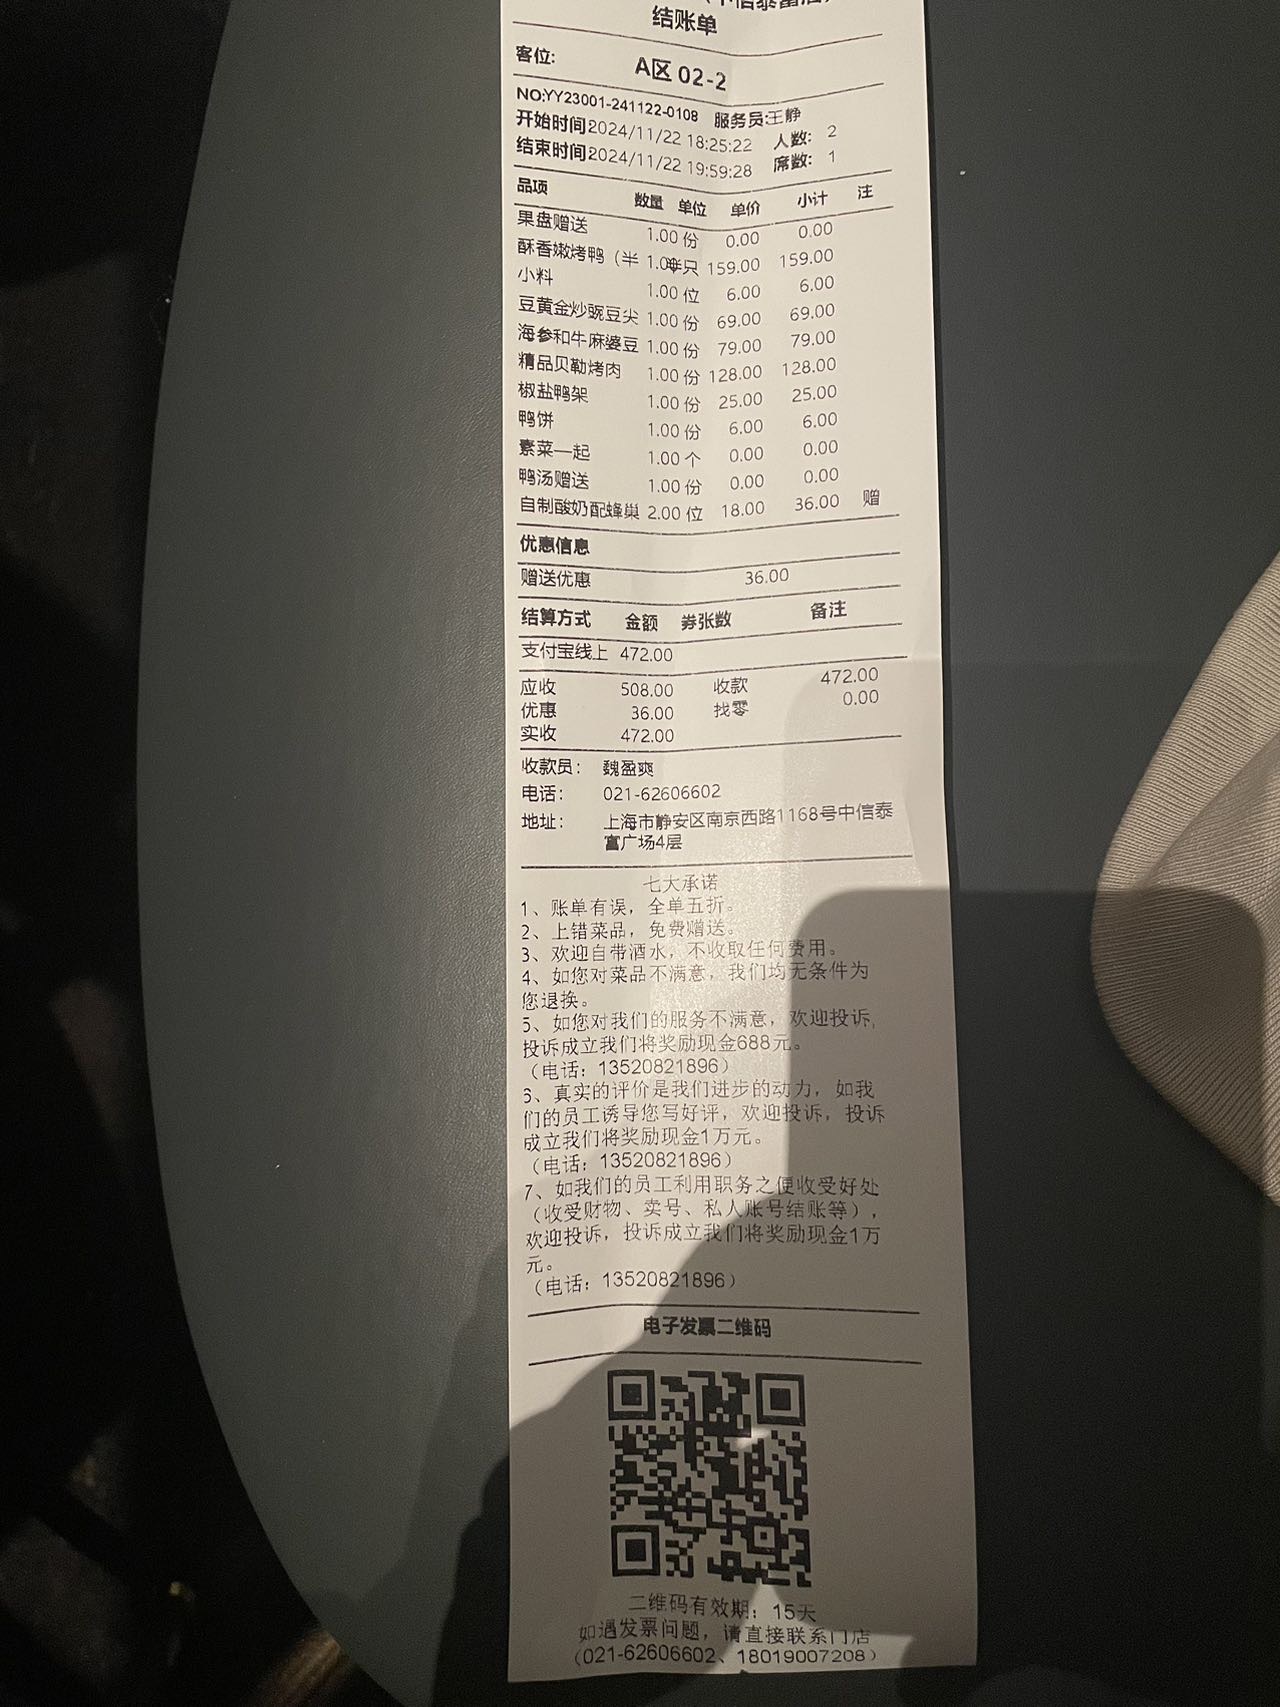 结账单
客位: A区 02-2
NO:YY23001-241122-0108 服务员:王静
开始时间2024/11/22 18:25:22 人数: 2
结束时间2024/11/22 19:59:28 席数: 1
品项 数量 单位 单价 小计 注
果盘赠送 1.00 份 0.00 0.00
酥香嫩烤鸭（半 1.00半只 159.00 159.00
小料 1.00 位 6.00 6.00
豆黄金炒豌豆尖 1.00 份 69.00 69.00
海参和牛麻婆豆 1.00 份 79.00 79.00
精品贝勒烤肉 1.00 份 128.00 128.00
椒盐鸭架 1.00 份 25.00 25.00
鸭饼 1.00 份 6.00 6.00
素菜一起 1.00 个 0.00 0.00
鸭汤赠送 1.00 份 0.00 0.00
自制酸奶配蜂巢 2.00 位 18.00 36.00 赠
优惠信息
赠送优惠 36.00
结算方式 金额 券张数 备注
支付宝线上 472.00
应收 508.00 收款 472.00
优惠 36.00 找零 0.00
实收 472.00
收款员: 魏盈爽
电话: 021-62606602
地址: 上海市静安区南京西路1168号中信泰
富广场4层
七大承诺
1、账单有误，全单五折。
2、上错菜品，免费赠送。
3、欢迎自带酒水，不收取任何费用。
4、如您对菜品不满意，我们均无条件为
您退换。
5、如您对我们的服务不满意，欢迎投诉，
投诉成立我们将奖励现金688元。
（电话：13520821896）
6、真实的评价是我们进步的动力，如我
们的员工诱导您写好评，欢迎投诉，投诉
成立我们将奖励现金1万元。
（电话：13520821896）
7、如我们的员工利用职务之便收受好处
（收受财物、卖号、私人账号结账等），
欢迎投诉，投诉成立我们将奖励现金1万
元。
（电话：13520821896）
电子发票二维码
二维码有效期：15天
如遇发票问题，请直接联系门店
（021-62606602、18019007208）